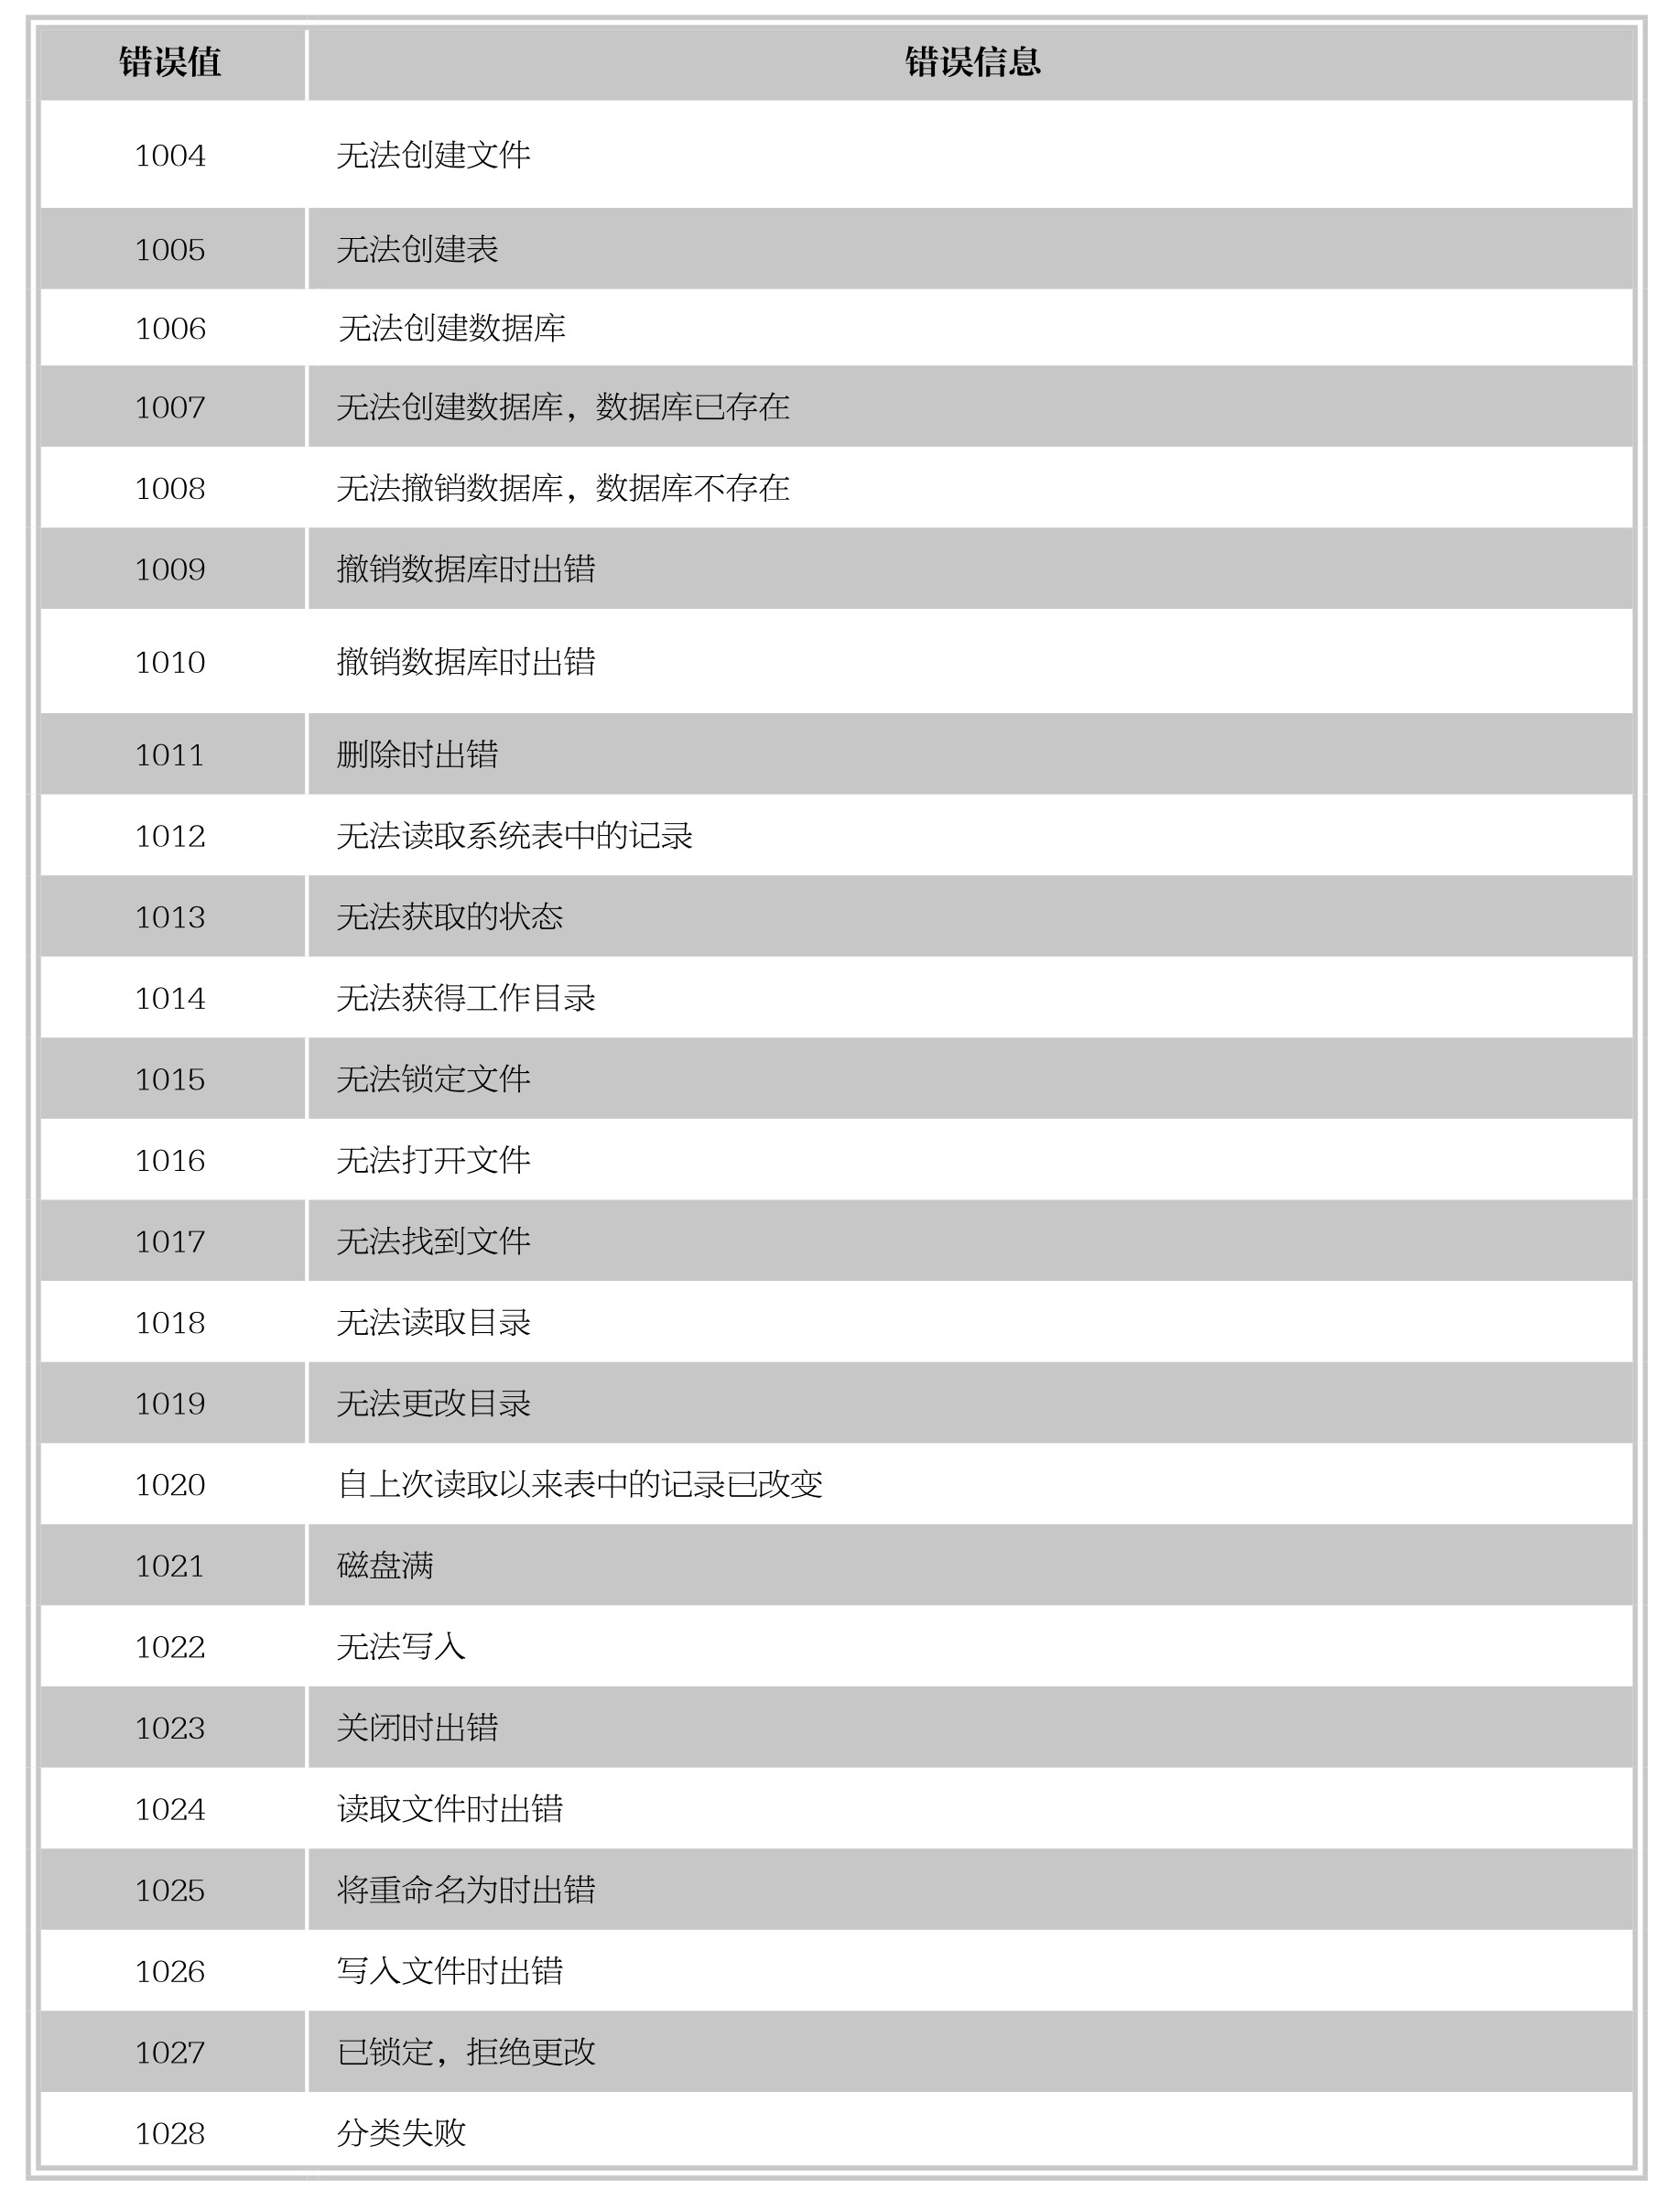 错误值 错误信息
1004 无法创建文件
1005 无法创建表
1006 无法创建数据库
1007 无法创建数据库，数据库已存在
1008 无法撤销数据库，数据库不存在
1009 撤销数据库时出错
1010 撤销数据库时出错
1011 删除时出错
1012 无法读取系统表中的记录
1013 无法获取的状态
1014 无法获得工作目录
1015 无法锁定文件
1016 无法打开文件
1017 无法找到文件
1018 无法读取目录
1019 无法更改目录
1020 自上次读取以来表中的记录已改变
1021 磁盘满
1022 无法写入
1023 关闭时出错
1024 读取文件时出错
1025 将重命名为时出错
1026 写入文件时出错
1027 已锁定，拒绝更改
1028 分类失败